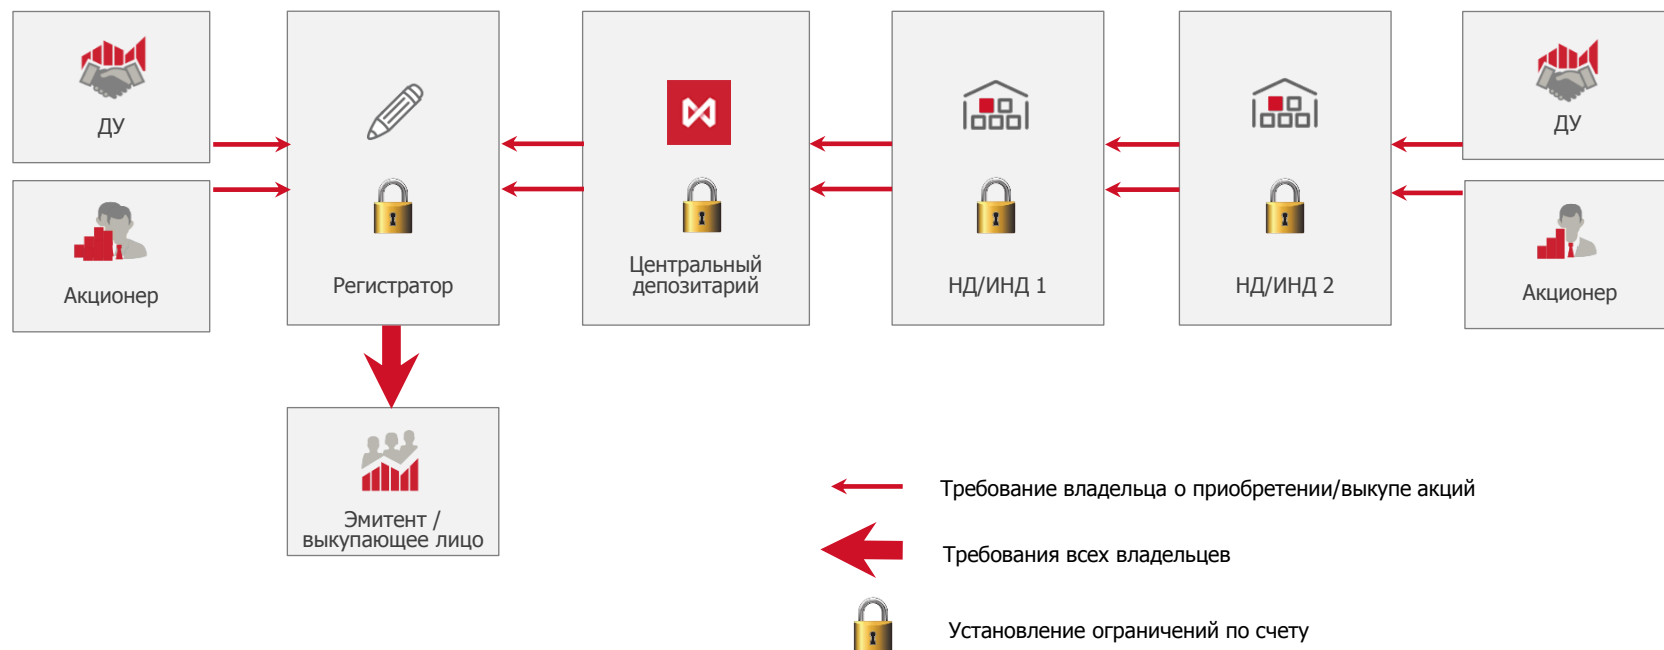 ДУ
Акционер
Регистратор
Центральный
депозитарий
НД/ИНД 1
НД/ИНД 2
ДУ
Акционер
Эмитент /
выкупающее лицо
Требование владельца о приобретении/выкупе акций
Требования всех владельцев
Установление ограничений по счету